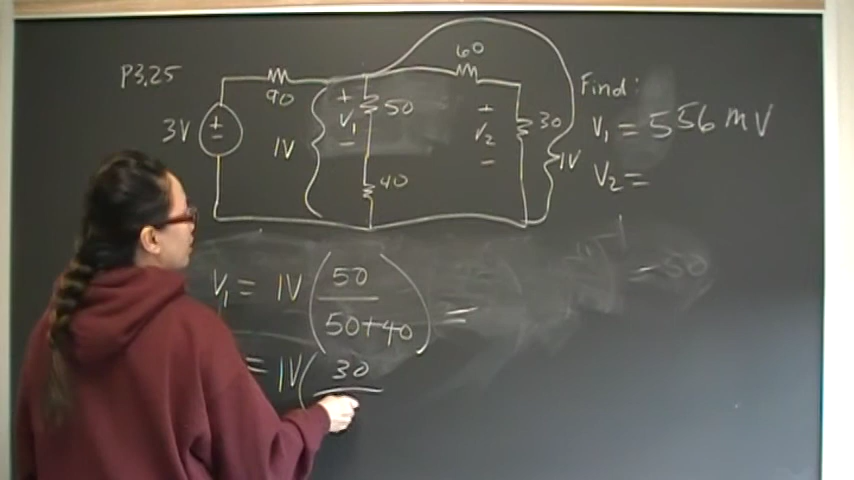 P3.25
60
Find:
90
+
50
+
30
V1 = 556 mV
3V
+
-
1V
V1
-
V2
-
1V
V2 =
40
V1 = 1V ( 50 / 50+40 ) =
= 1V ( 30